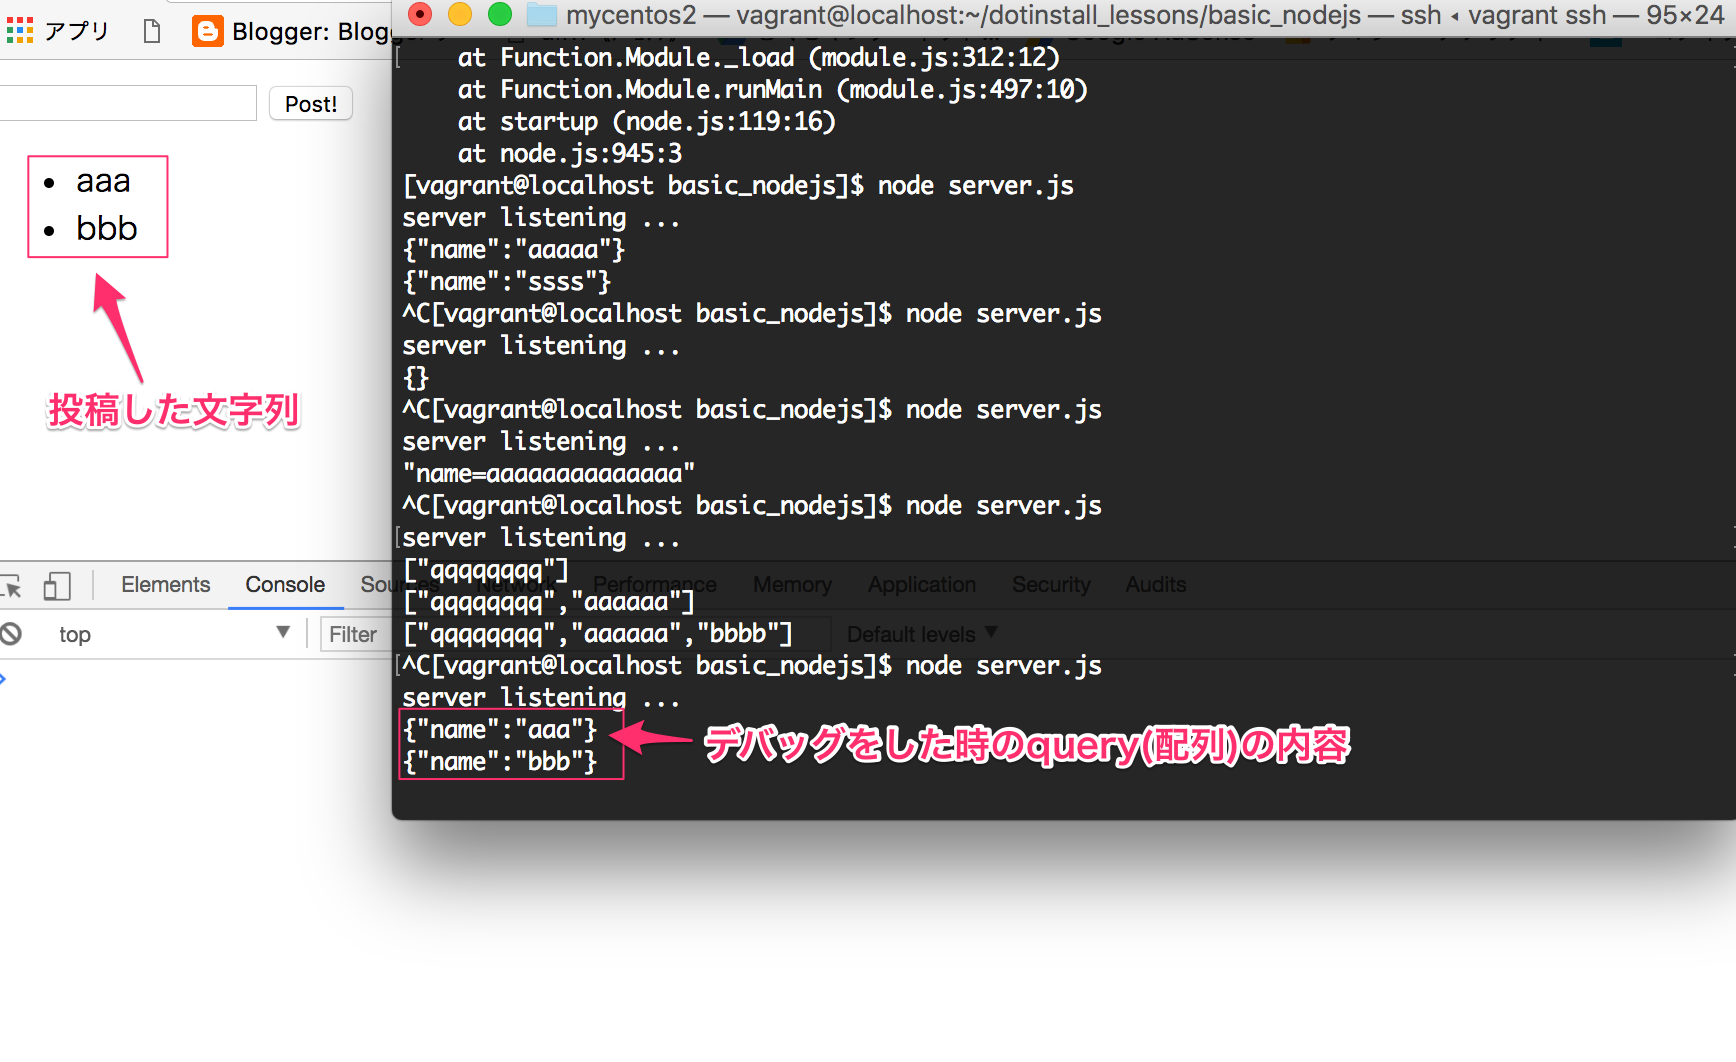 アプリ
Blogger: Blogg
Post!
aaa
bbb
投稿した文字列
Elements Console Sources Network Performance Memory Application Security Audits
top ▼ Filter Default levels ▼
mycentos2 — vagrant@localhost:~/dotinstall_lessons/basic_nodejs — ssh ◂ vagrant ssh — 95×24
at Function.Module._load (module.js:312:12)
at Function.Module.runMain (module.js:497:10)
at startup (node.js:119:16)
at node.js:945:3
[vagrant@localhost basic_nodejs]$ node server.js
server listening ...
{"name":"aaaaa"}
{"name":"ssss"}
^C[vagrant@localhost basic_nodejs]$ node server.js
server listening ...
{}
^C[vagrant@localhost basic_nodejs]$ node server.js
server listening ...
"name=aaaaaaaaaaaaaa"
^C[vagrant@localhost basic_nodejs]$ node server.js
server listening ...
["qqqqqqqq"]
["qqqqqqqq","aaaaaa"]
["qqqqqqqq","aaaaaa","bbbb"]
^C[vagrant@localhost basic_nodejs]$ node server.js
server listening ...
{"name":"aaa"}
{"name":"bbb"}
デバッグをした時のquery(配列)の内容